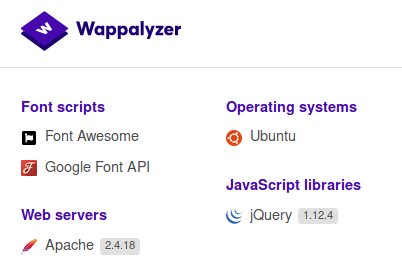 Wappalyzer
Font scripts
Font Awesome
Google Font API
Web servers
Apache 2.4.18
Operating systems
Ubuntu
JavaScript libraries
jQuery 1.12.4